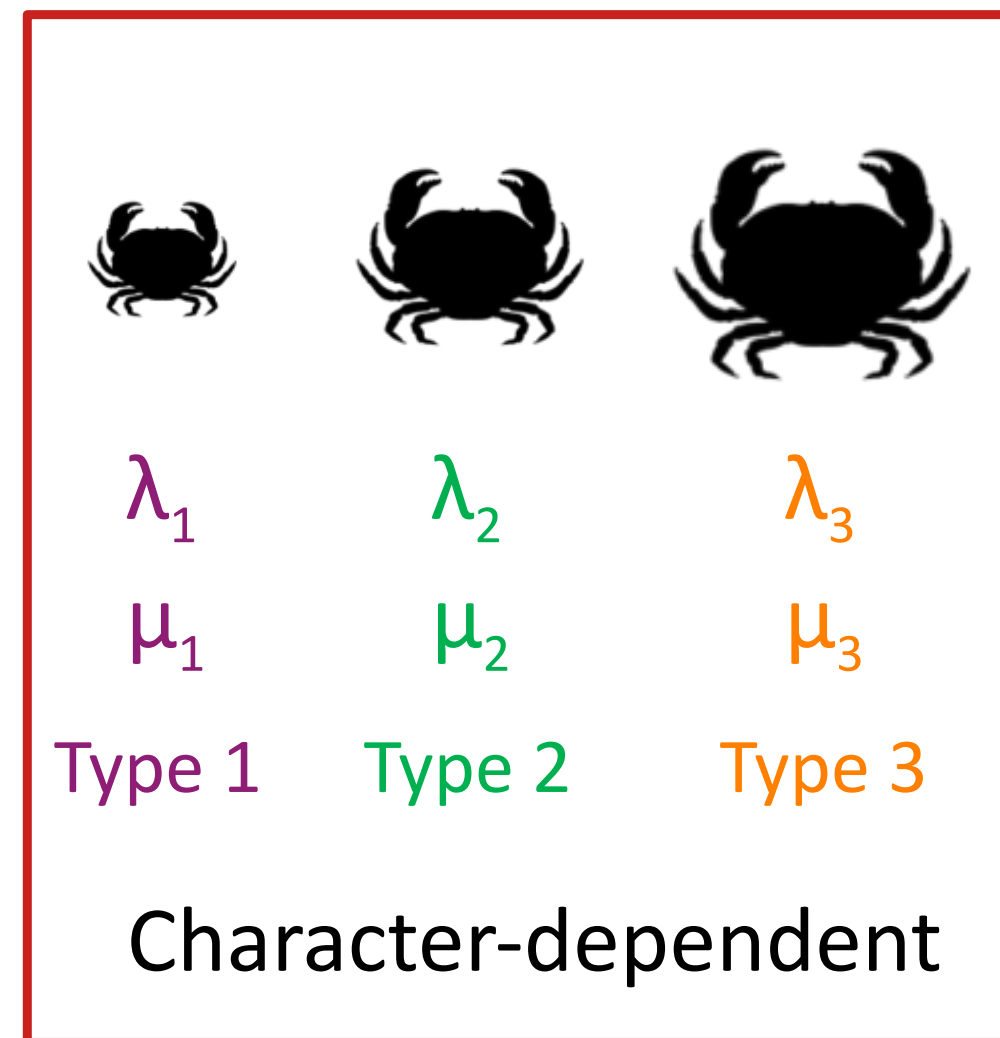 λ₁ λ₂ λ₃
μ₁ μ₂ μ₃
Type 1 Type 2 Type 3
Character-dependent